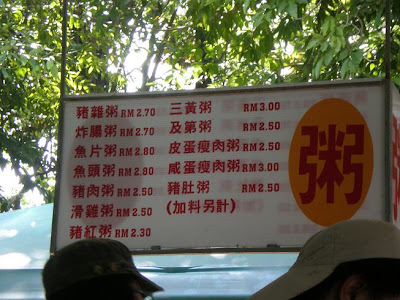 豬雜粥 RM 2.70
炸腸粥 RM 2.70
魚片粥 RM 2.80
魚頭粥 RM 2.80
豬肉粥 RM 2.50
滑雞粥 RM 2.50
豬紅粥 RM 2.30
三黃粥 RM 3.00
及第粥 RM 2.50
皮蛋瘦肉粥 RM 2.50
咸蛋瘦肉粥 RM 3.00
豬肚粥 RM 2.50
(加料另計)
粥